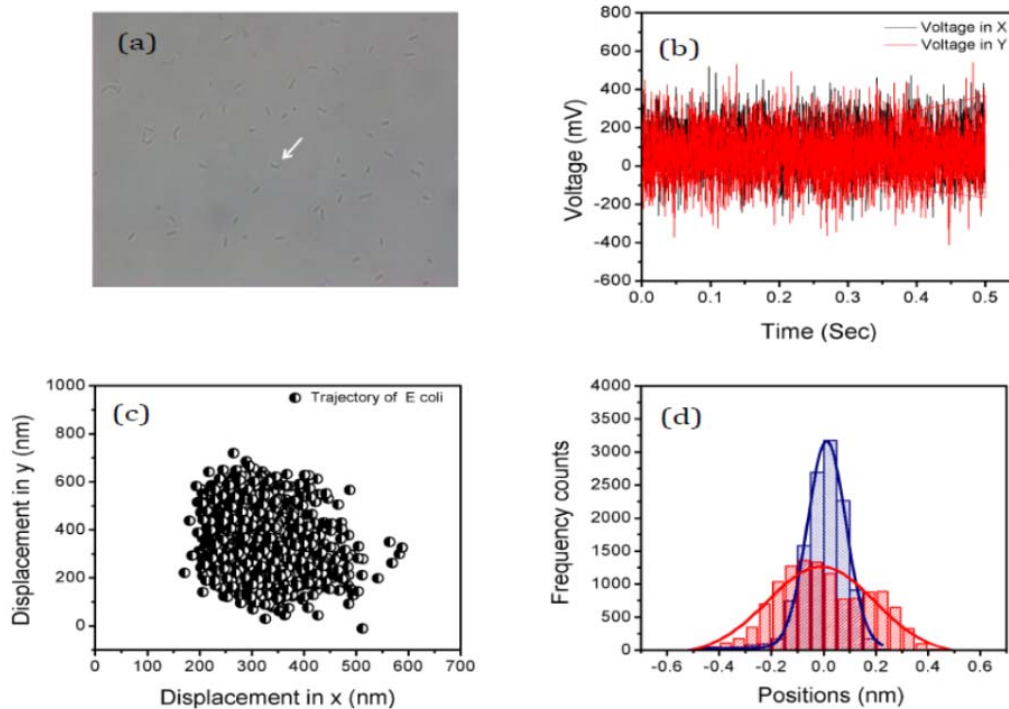 (a)
(b)
Voltage in X
Voltage in Y
Voltage (mV)
800
600
400
200
0
-200
-400
-600
0.0 0.1 0.2 0.3 0.4 0.5
Time (Sec)
(c)
Trajectory of E coli
Displacement in y (nm)
1000
800
600
400
200
0
0 100 200 300 400 500 600 700
Displacement in x (nm)
(d)
Frequency counts
4000
3500
3000
2500
2000
1500
1000
500
0
-0.6 -0.4 -0.2 0.0 0.2 0.4 0.6
Positions (nm)